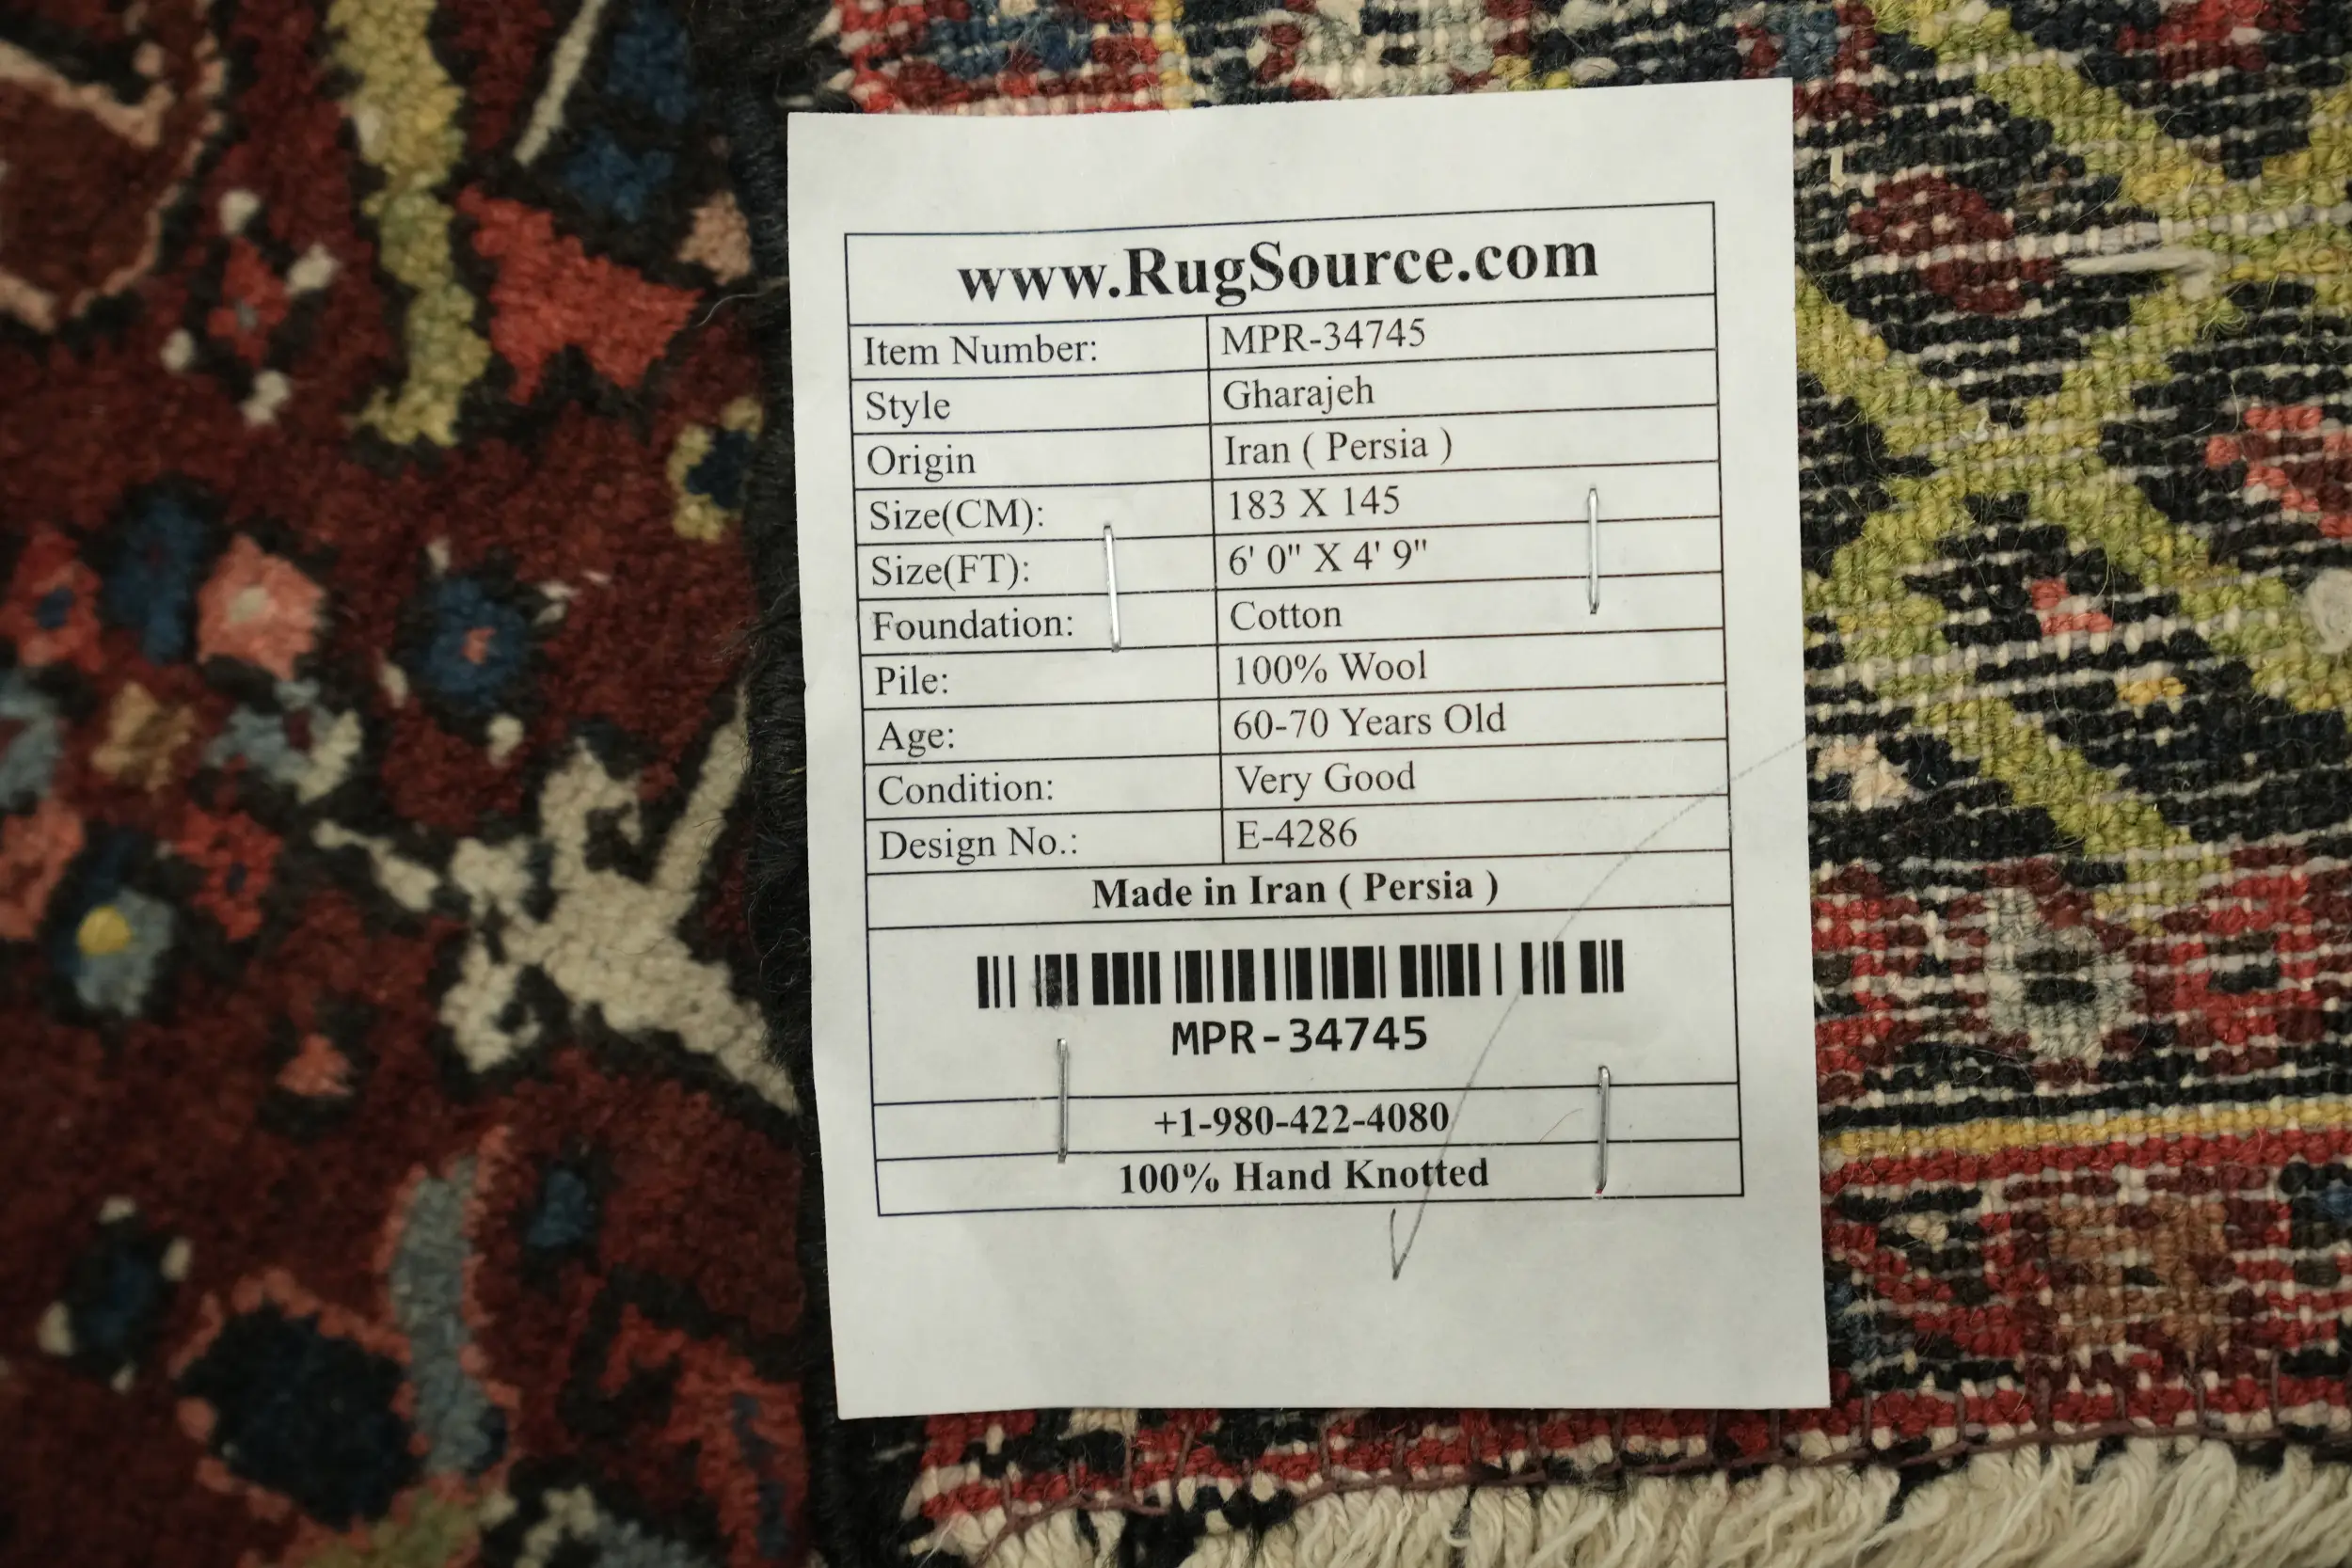 www.RugSource.com
Item Number: MPR-34745
Style Gharajeh
Origin Iran ( Persia )
Size(CM): 183 X 145
Size(FT): 6' 0" X 4' 9"
Foundation: Cotton
Pile: 100% Wool
Age: 60-70 Years Old
Condition: Very Good
Design No.: E-4286
Made in Iran ( Persia )
MPR-34745
+1-980-422-4080
100% Hand Knotted